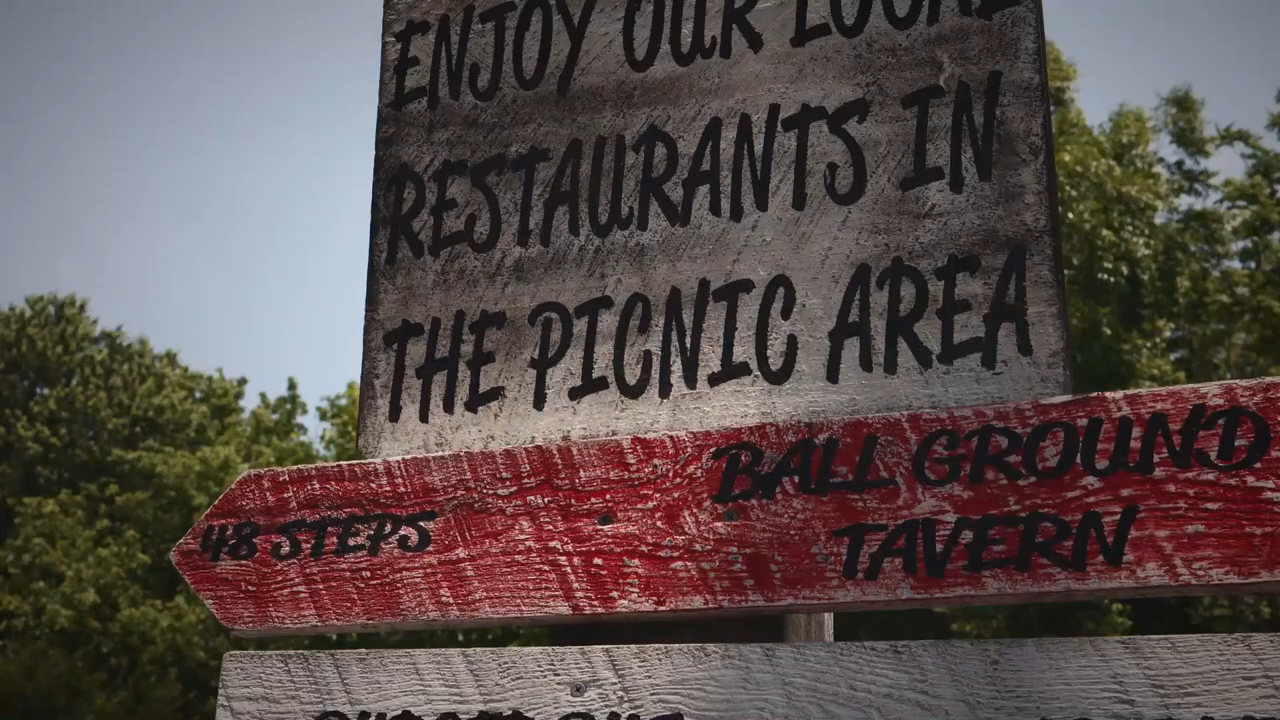 ENJOY OUR LOCAL
RESTAURANTS IN
THE PICNIC AREA
BALL GROUND
48 STEPS
TAVERN